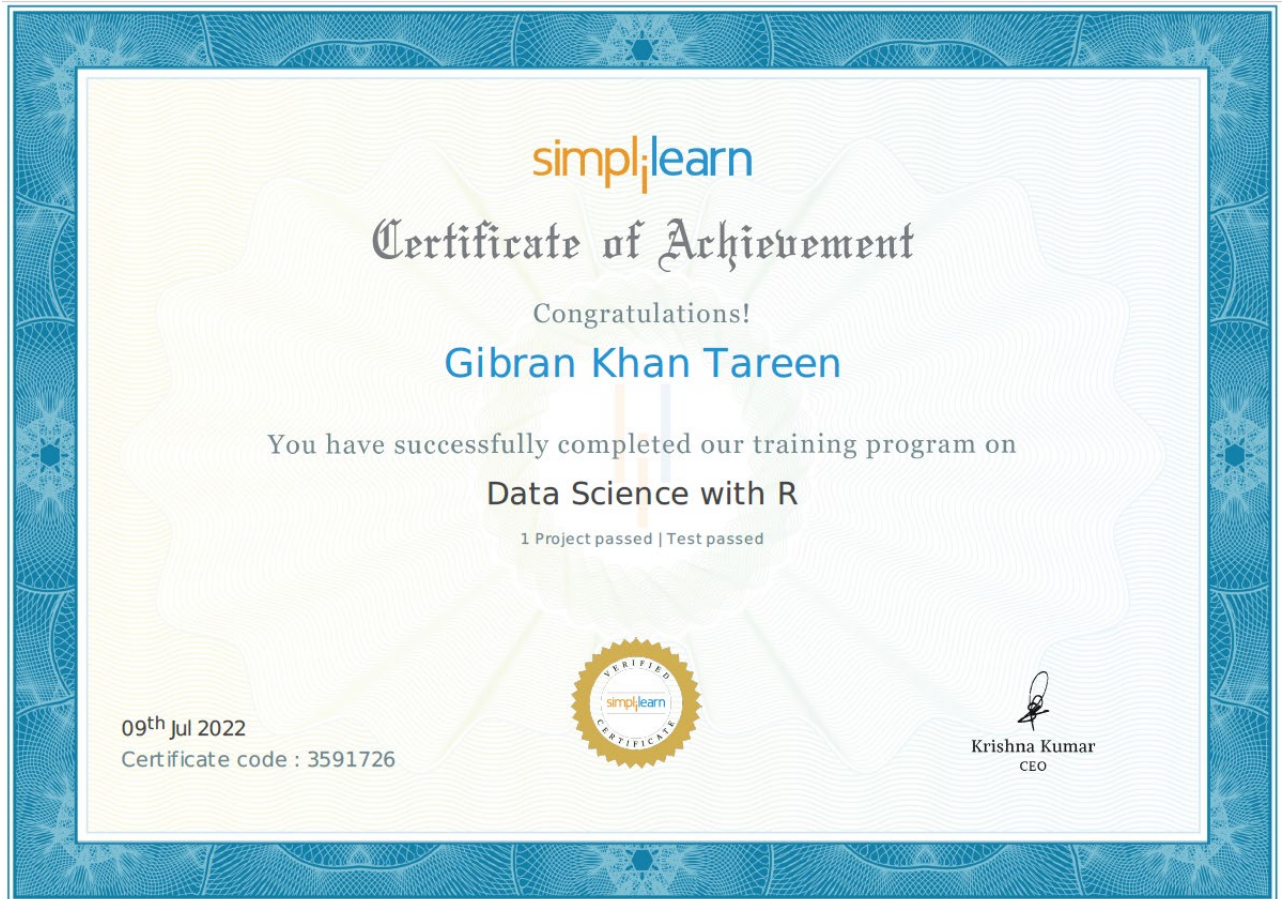 simplilearn
Certificate of Achievement
Congratulations!
Gibran Khan Tareen
You have successfully completed our training program on
Data Science with R
1 Project passed | Test passed
VERIFIED
simplilearn
CERTIFICATE
09th Jul 2022
Certificate code : 3591726
Krishna Kumar
CEO